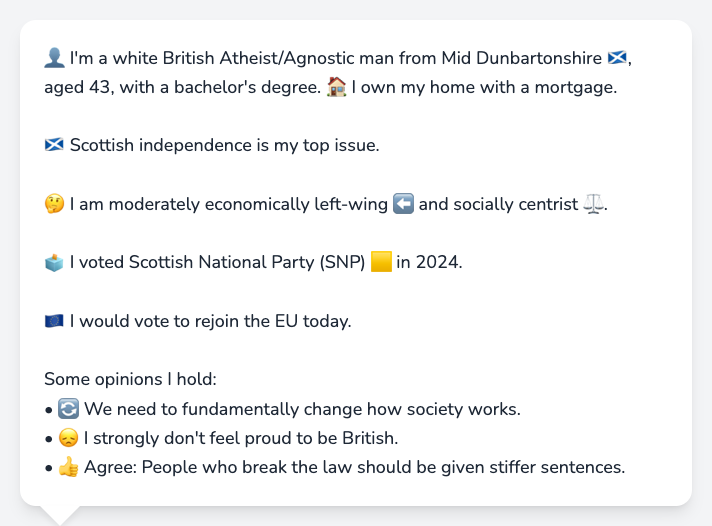 👤 I'm a white British Atheist/Agnostic man from Mid Dunbartonshire 🏴󠁧󠁢󠁳󠁣󠁴󠁿,
aged 43, with a bachelor's degree. 🏠 I own my home with a mortgage.
🏴󠁧󠁢󠁳󠁣󠁴󠁿 Scottish independence is my top issue.
🤔 I am moderately economically left-wing ⬅️ and socially centrist ⚖️.
🗳️ I voted Scottish National Party (SNP) 🟨 in 2024.
🇪🇺 I would vote to rejoin the EU today.
Some opinions I hold:
• 🔄 We need to fundamentally change how society works.
• 😞 I strongly don't feel proud to be British.
• 👍 Agree: People who break the law should be given stiffer sentences.